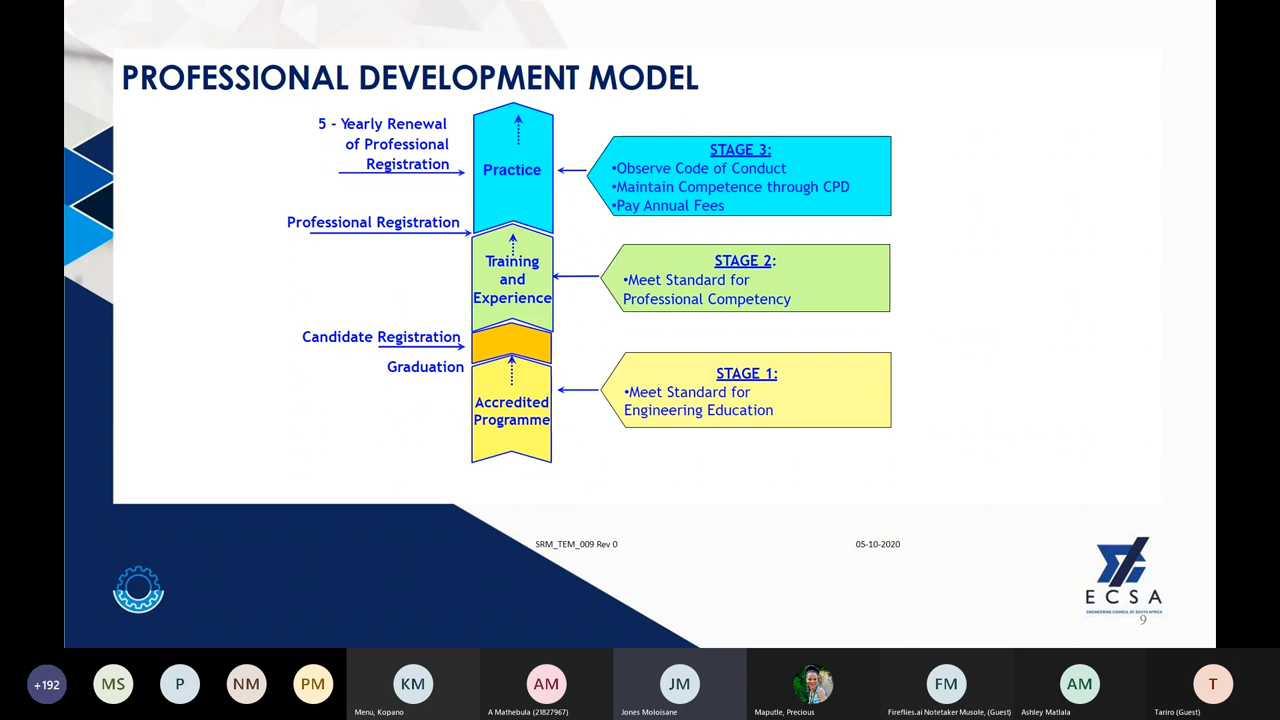 PROFESSIONAL DEVELOPMENT MODEL
5 - Yearly Renewal
of Professional
Registration
Professional Registration
Candidate Registration
Graduation
Practice
Training
and
Experience
Accredited
Programme
STAGE 3:
•Observe Code of Conduct
•Maintain Competence through CPD
•Pay Annual Fees
STAGE 2:
•Meet Standard for
Professional Competency
STAGE 1:
•Meet Standard for
Engineering Education
SRM_TEM_009 Rev 0
05-10-2020
ECSA
ENGINEERING COUNCIL OF SOUTH AFRICA
9
+192
MS
P
NM
PM
KM
Menu, Kopano
AM
A Mathebula (21827967)
JM
Jones Moloisane
Maputle, Precious
FM
Fireflies.ai Notetaker Musole, (Guest)
AM
Ashley Matlala
T
Tariro (Guest)